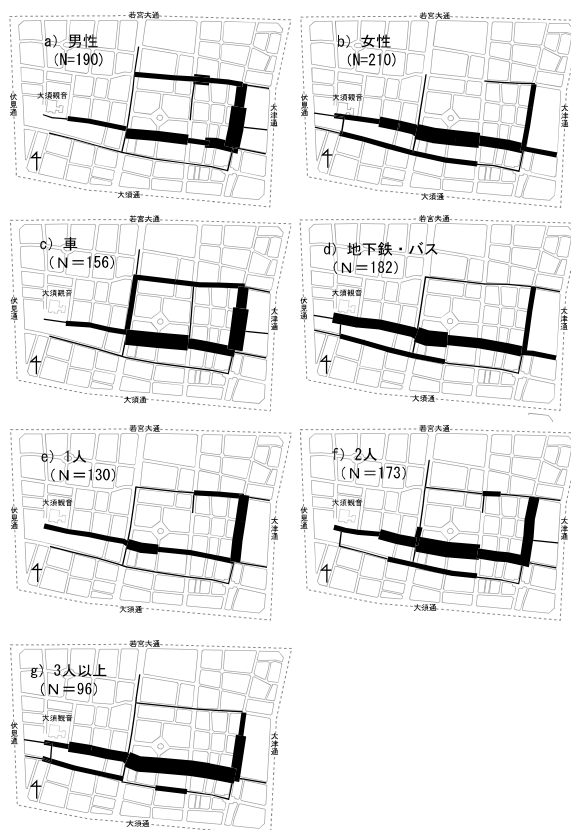 若宮大通
a) 男性
(N=190)
大須観音
伏見通
大津通
大須通
若宮大通
b) 女性
(N=210)
大須観音
伏見通
大津通
大須通
若宮大通
c) 車
(N=156)
大須観音
伏見通
大津通
大須通
若宮大通
d) 地下鉄・バス
(N=182)
大須観音
伏見通
大津通
大須通
若宮大通
e) 1人
(N=130)
大須観音
伏見通
大津通
大須通
若宮大通
f) 2人
(N=173)
大須観音
伏見通
大津通
大須通
若宮大通
g) 3人以上
(N=96)
大須観音
伏見通
大津通
大須通